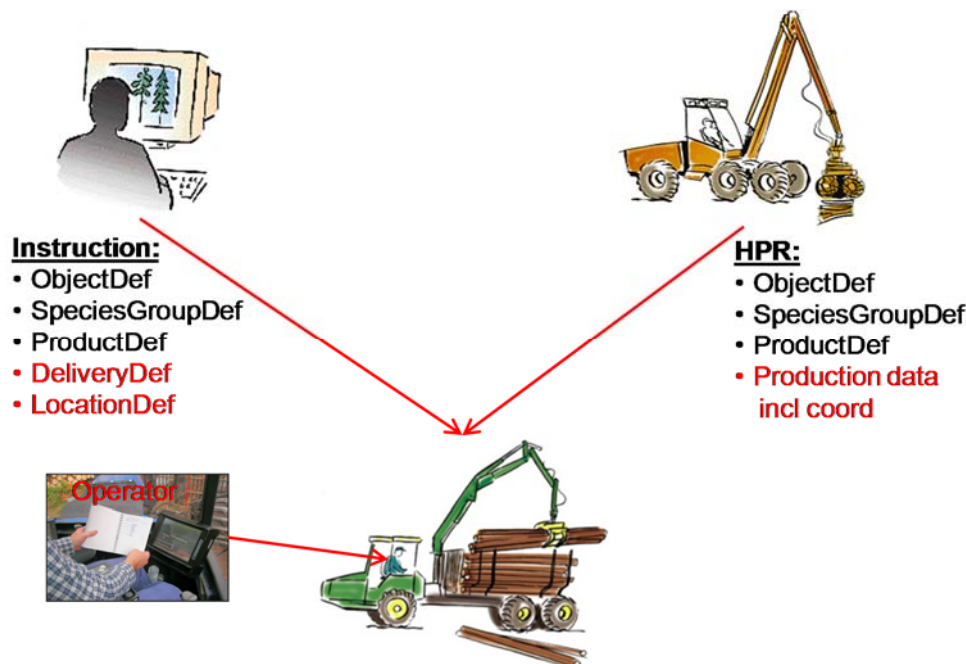 Instruction:
• ObjectDef
• SpeciesGroupDef
• ProductDef
• DeliveryDef
• LocationDef
HPR:
• ObjectDef
• SpeciesGroupDef
• ProductDef
• Production data
incl coord
Operator